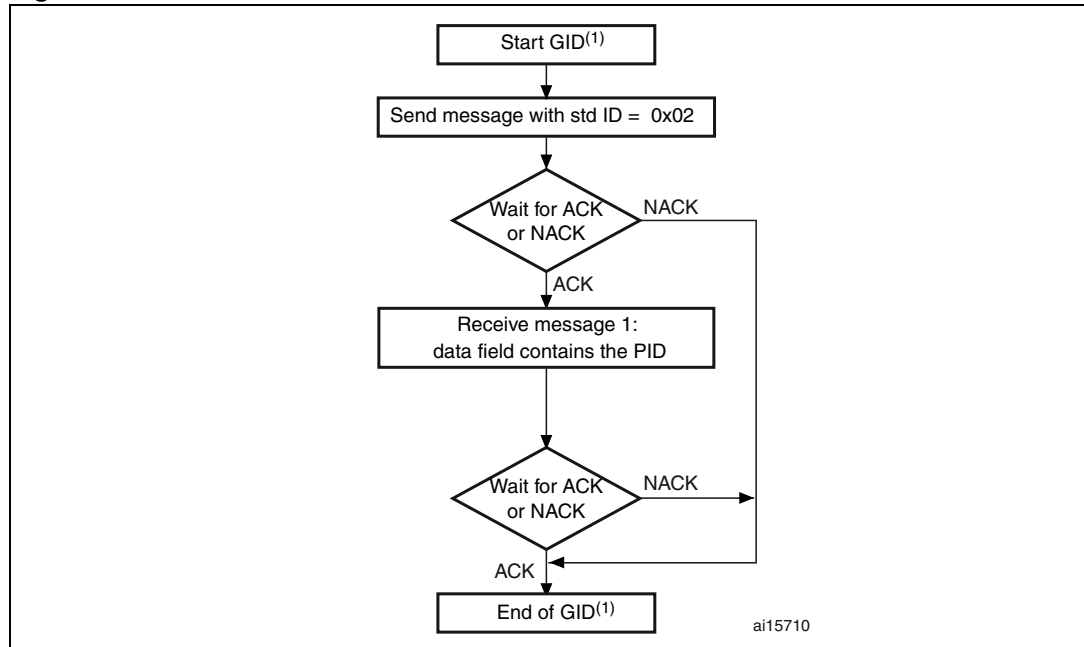 Start GID(1)
Send message with std ID = 0x02
Wait for ACK
or NACK
NACK
ACK
Receive message 1:
data field contains the PID
Wait for ACK
or NACK
NACK
ACK
End of GID(1)
ai15710